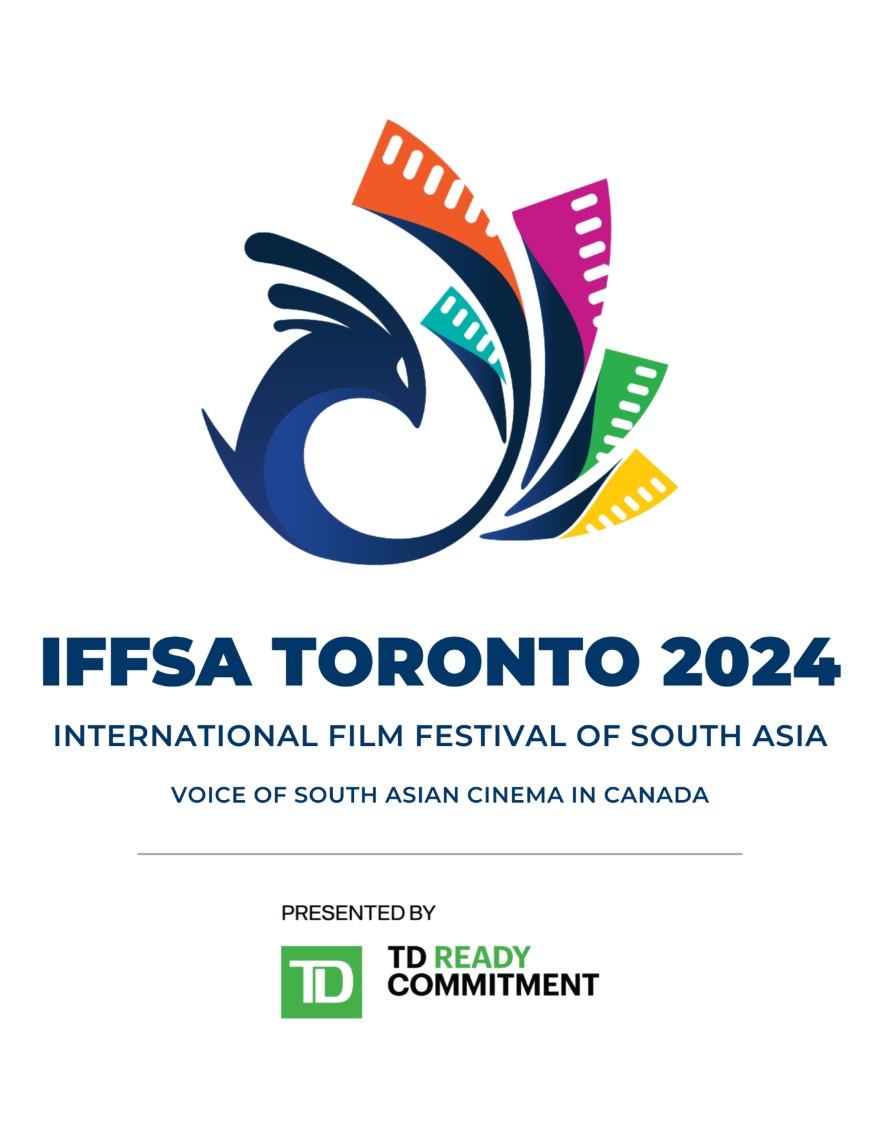 IFFSA TORONTO 2024
INTERNATIONAL FILM FESTIVAL OF SOUTH ASIA
VOICE OF SOUTH ASIAN CINEMA IN CANADA
PRESENTED BY
TD
TD READY
COMMITMENT